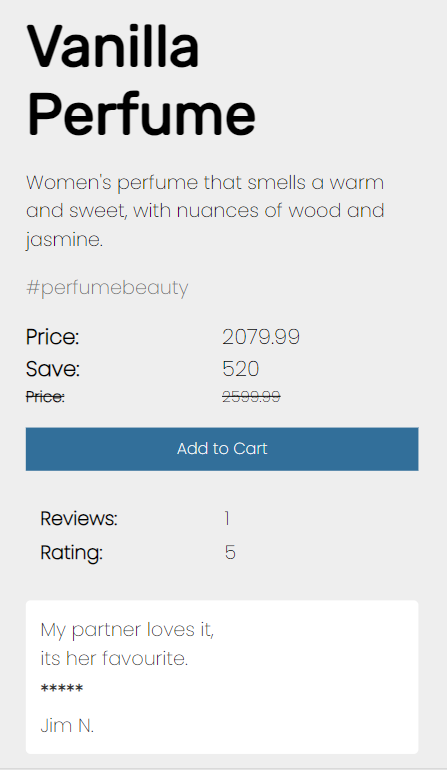 Vanilla
Perfume
Women's perfume that smells a warm
and sweet, with nuances of wood and
jasmine.
#perfumebeauty
Price: 2079.99
Save: 520
Price: 2599.99
Add to Cart
Reviews: 1
Rating: 5
My partner loves it,
its her favourite.
*****
Jim N.